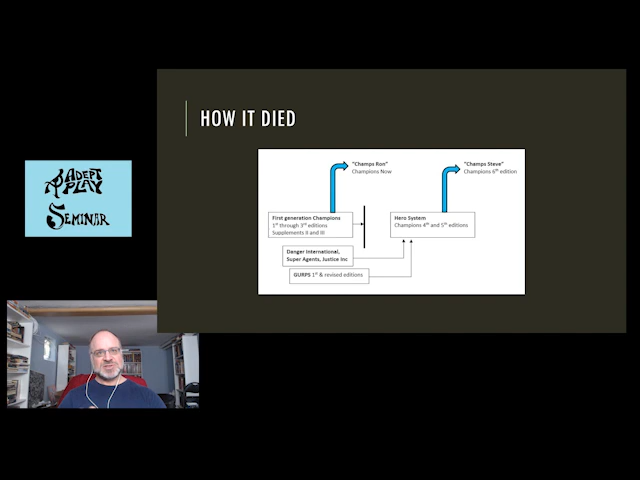 ADEPT
PLAY
SEMINAR
HOW IT DIED
"Champs Ron"
Champions Now
"Champs Steve"
Champions 6th edition
First generation Champions
1st through 3rd editions
Supplements II and III
Hero System
Champions 4th and 5th editions
Danger International,
Super Agents, Justice Inc
GURPS 1st & revised editions